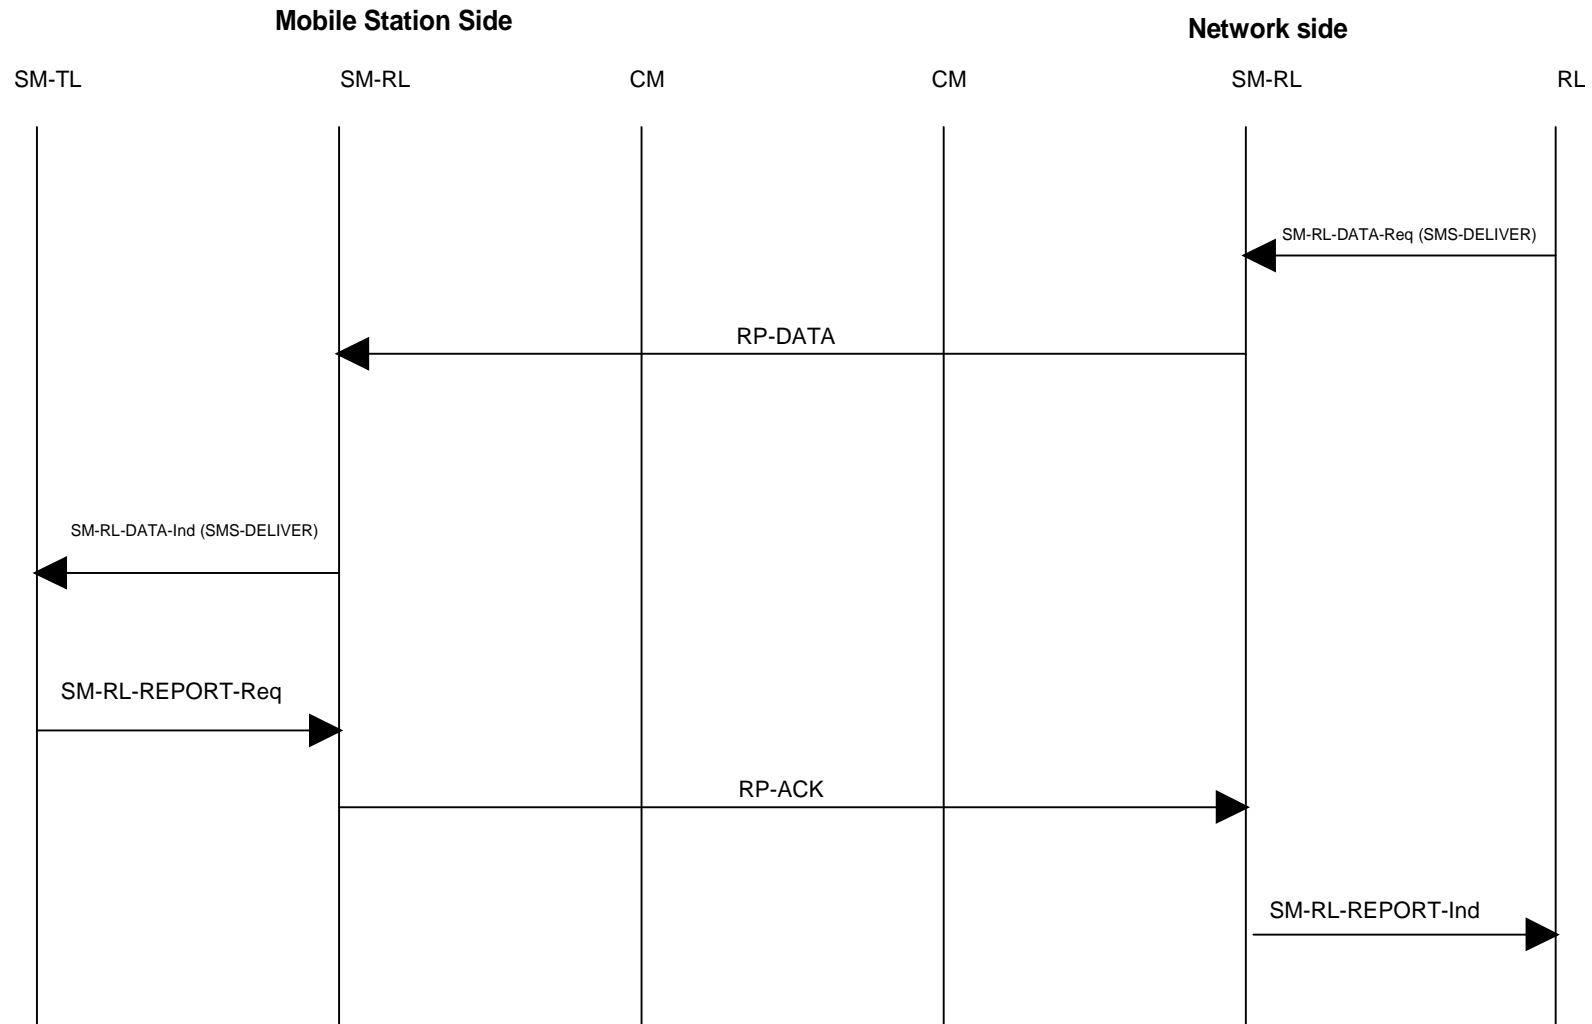 Mobile Station Side
Network side
SM-TL
SM-RL
CM
CM
SM-RL
RL
SM-RL-DATA-Req (SMS-DELIVER)
RP-DATA
SM-RL-DATA-Ind (SMS-DELIVER)
SM-RL-REPORT-Req
RP-ACK
SM-RL-REPORT-Ind